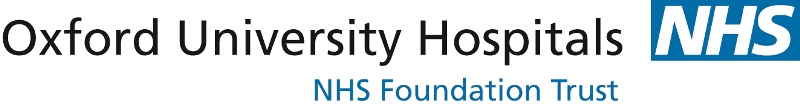 Oxford University Hospitals NHS
NHS Foundation Trust